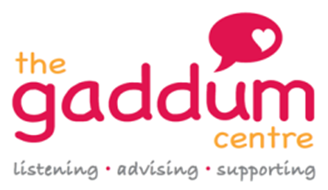 the
gaddum
centre
listening • advising • supporting